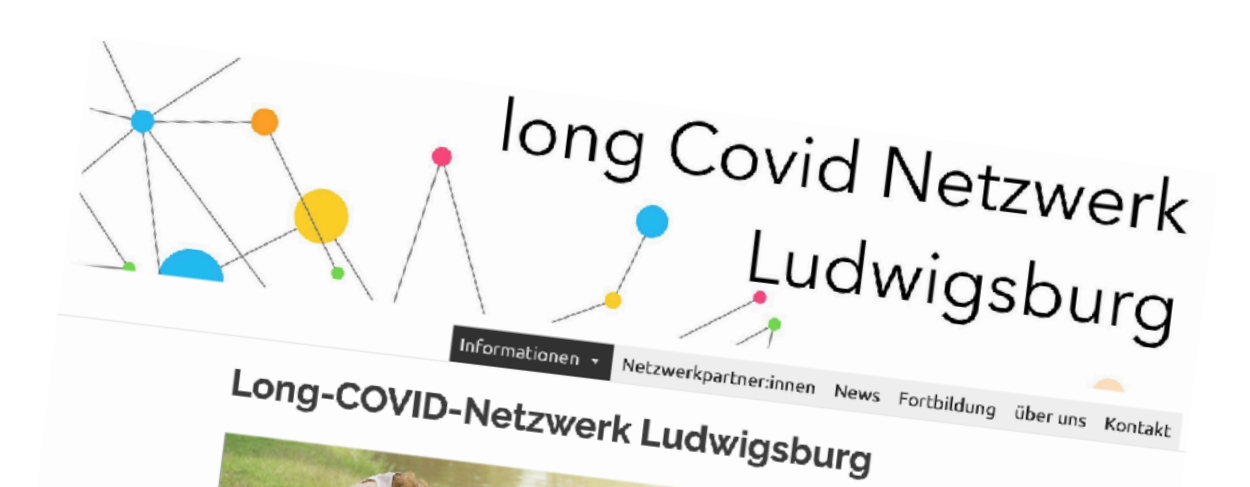 long Covid Netzwerk
Ludwigsburg
Informationen
Netzwerkpartner:innen
News
Fortbildung
über uns
Kontakt
Long-COVID-Netzwerk Ludwigsburg